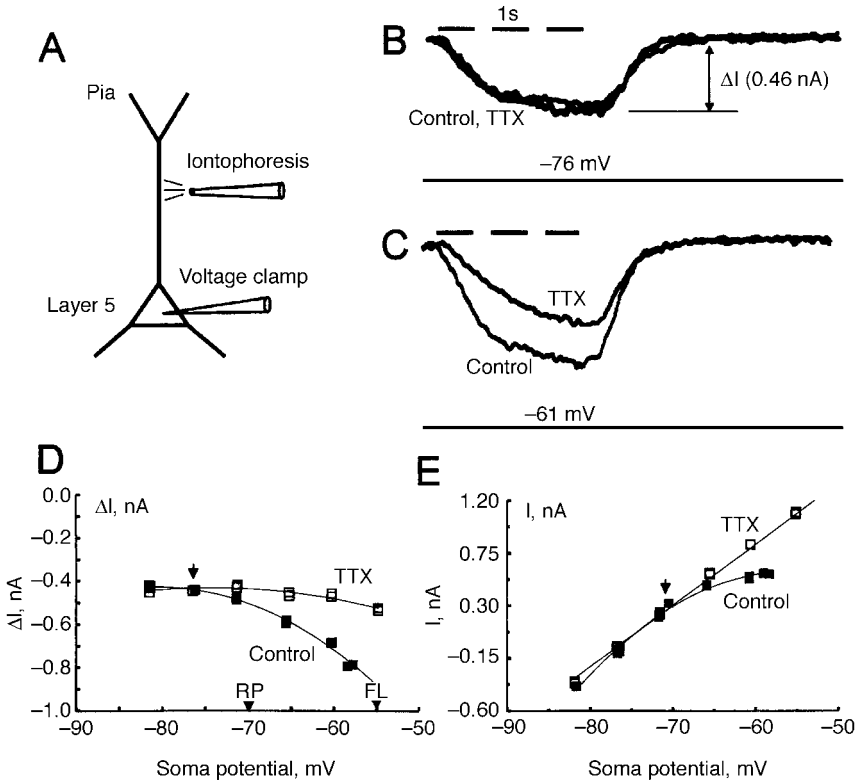 A
Pia
Iontophoresis
Voltage clamp
Layer 5
B
1s
ΔI (0.46 nA)
Control, TTX
−76 mV
C
TTX
Control
−61 mV
D
0.0
−0.2
−0.4
−0.6
−0.8
−1.0
ΔI, nA
ΔI, nA
TTX
Control
RP
FL
−90
−80
−70
−60
−50
Soma potential, mV
E
1.20
0.75
0.30
−0.15
−0.60
I, nA
I, nA
TTX
Control
−90
−80
−70
−60
−50
Soma potential, mV